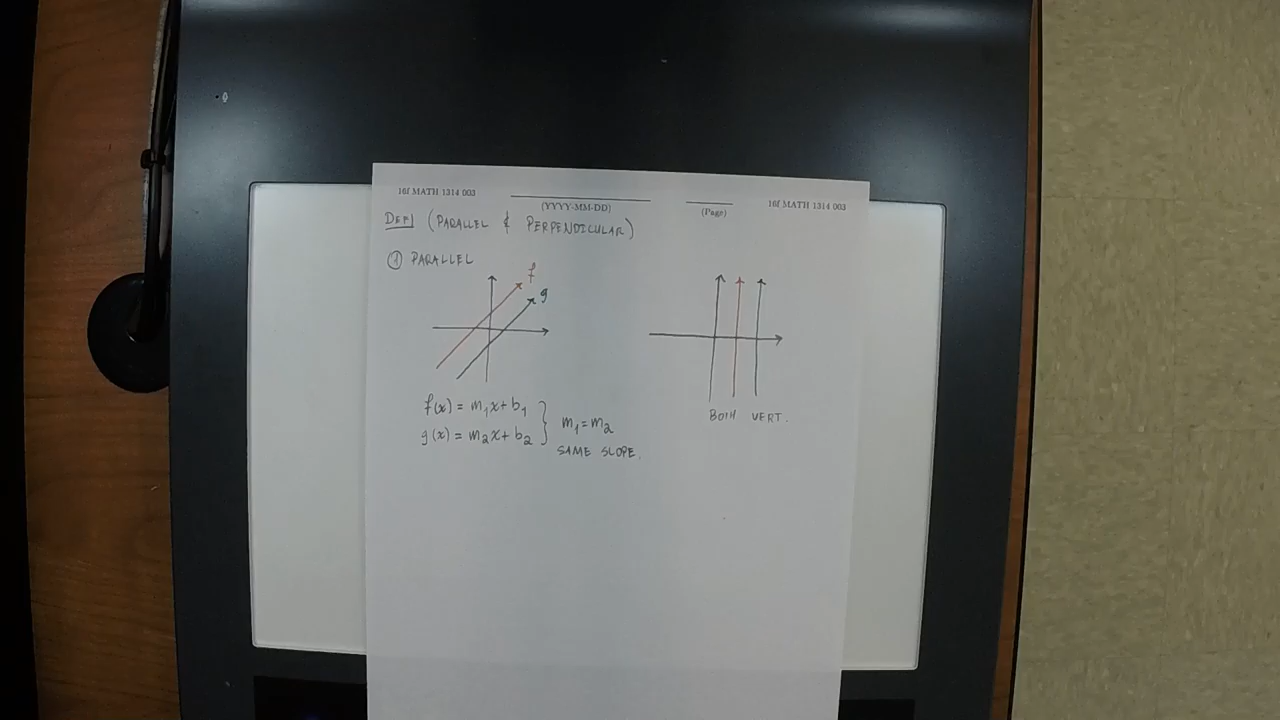 16f MATH 1314 003
(YYYY-MM-DD)
(Page)
16f MATH 1314 003
DEF (PARALLEL & PERPENDICULAR)
① PARALLEL
f
g
f(x) = m₁x + b₁
g(x) = m₂x + b₂
m₁ = m₂
SAME SLOPE.
BOTH VERT.